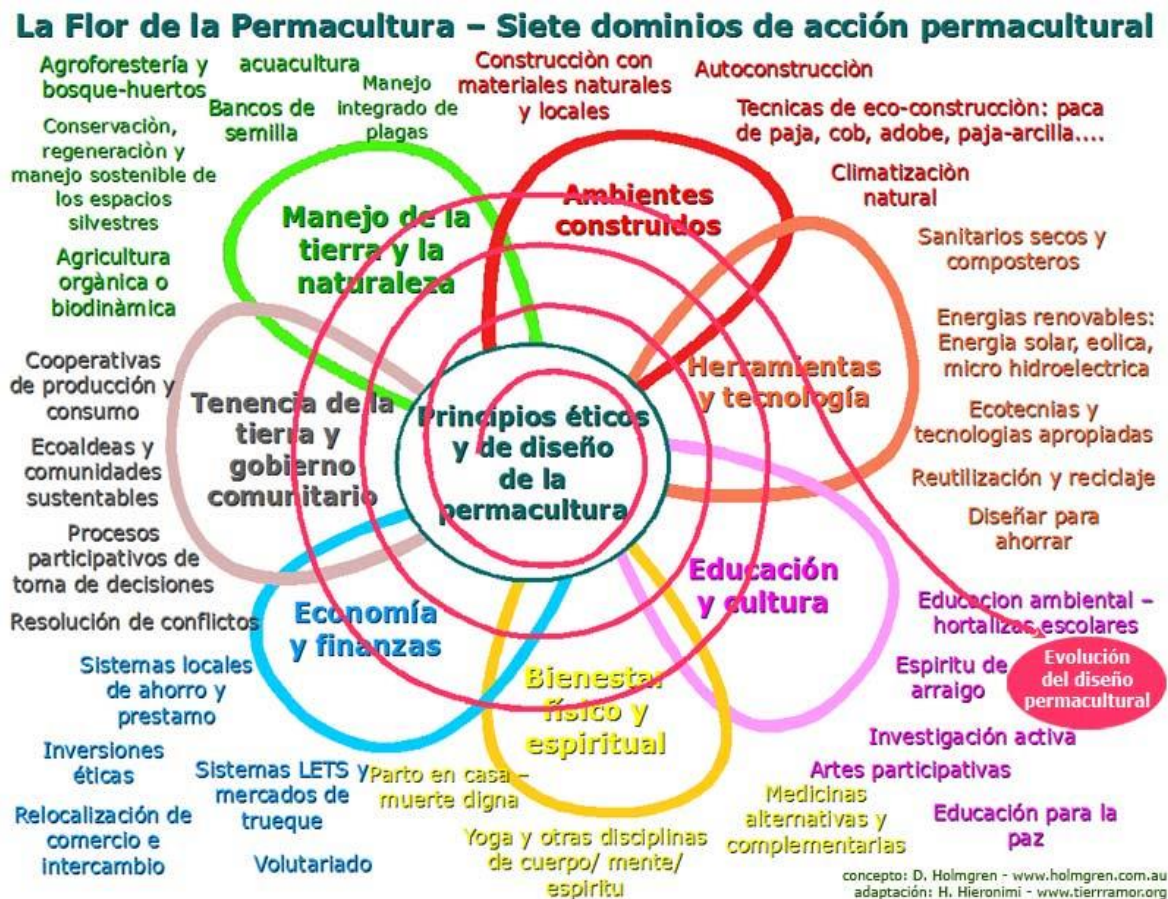 La Flor de la Permacultura – Siete dominios de acción permacultural
Agroforestería y
bosque-huertos
acuacultura
Bancos de
semilla
Manejo
integrado de
plagas
Conservaciòn,
regeneraciòn y
manejo sostenible de
los espacios
silvestres
Agricultura
orgànica o
biodinàmica
Manejo de la
tierra y la
naturaleza
Construcciòn con
materiales naturales
y locales
Autoconstrucciòn
Tecnicas de eco-construcciòn: paca
de paja, cob, adobe, paja-arcilla....
Climatizaciòn
natural
Ambientes
construidos
Sanitarios secos y
composteros
Energias renovables:
Energia solar, eolica,
micro hidroelectrica
Ecotecnias y
tecnologias apropiadas
Reutilización y reciclaje
Diseñar para
ahorrar
Herramientas
y tecnología
Cooperativas
de producción y
consumo
Ecoaldeas y
comunidades
sustentables
Procesos
participativos de
toma de decisiones
Resolución de conflictos
Tenencia de la
tierra y
gobierno
comunitario
Principios éticos
y de diseño
de la
permacultura
Educación
y cultura
Educacion ambiental –
hortalizas escolares
Espiritu de
arraigo
Evolución
del diseño
permacultural
Investigación activa
Artes participativas
Educación para la
paz
Economía
y finanzas
Sistemas locales
de ahorro y
prestamo
Inversiones
éticas
Sistemas LETS y
mercados de
trueque
Relocalización de
comercio e
intercambio
Volutariado
Bienestar
físico y
espiritual
Parto en casa –
muerte digna
Yoga y otras disciplinas
de cuerpo/ mente/
espiritu
Medicinas
alternativas y
complementarias
concepto: D. Holmgren - www.holmgren.com.au
adaptación: H. Hieronimi - www.tierrramor.org